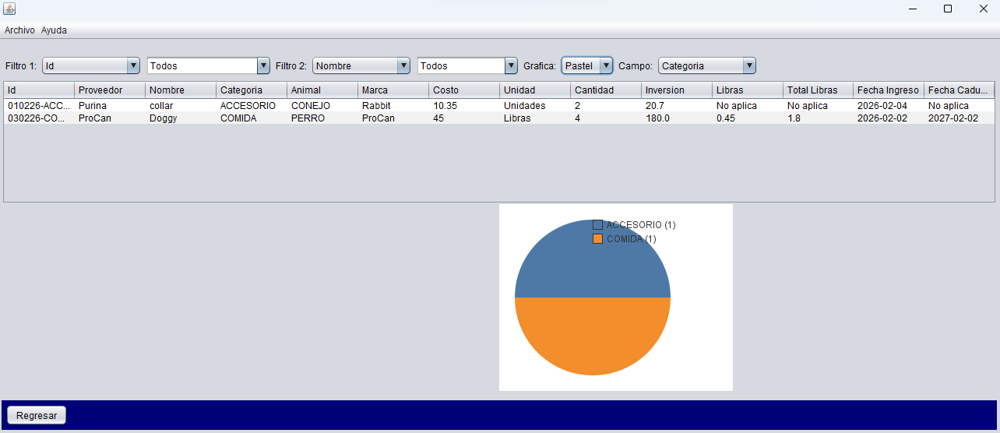 Archivo Ayuda
Filtro 1: Id Todos Filtro 2: Nombre Todos Grafica: Pastel Campo: Categoria
Id Proveedor Nombre Categoria Animal Marca Costo Unidad Cantidad Inversion Libras Total Libras Fecha Ingreso Fecha Cadu...
010226-ACC... Purina collar ACCESORIO CONEJO Rabbit 10.35 Unidades 2 20.7 No aplica No aplica 2026-02-04 No aplica
030226-CO... ProCan Doggy COMIDA PERRO ProCan 45 Libras 4 180.0 0.45 1.8 2026-02-02 2027-02-02
ACCESORIO (1)
COMIDA (1)
Regresar